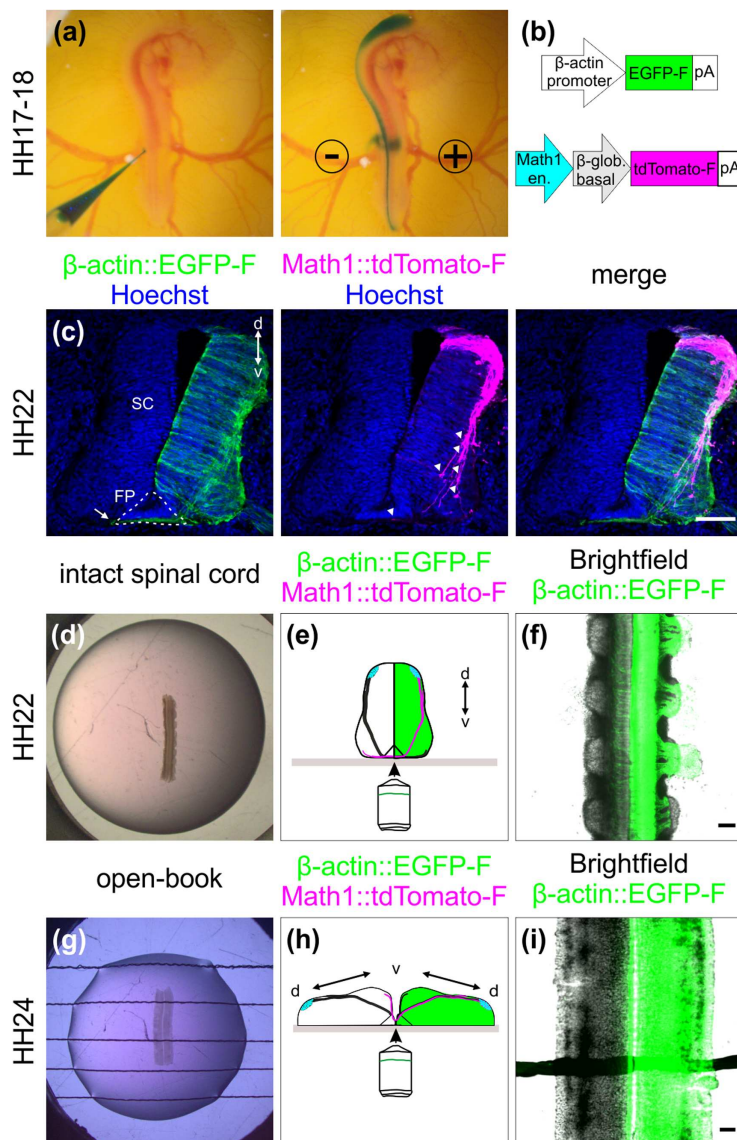 HH17-18
(a)
-
+
(b)
β-actin
promoter
EGFP-F
pA
Math1
en.
β-glob.
basal
tdTomato-F
pA
β-actin::EGFP-F
Hoechst
Math1::tdTomato-F
Hoechst
merge
HH22
(c)
d
v
SC
FP
intact spinal cord
β-actin::EGFP-F
Math1::tdTomato-F
Brightfield
β-actin::EGFP-F
HH22
(d)
(e)
d
v
(f)
open-book
β-actin::EGFP-F
Math1::tdTomato-F
Brightfield
β-actin::EGFP-F
HH24
(g)
(h)
d
v
d
(i)